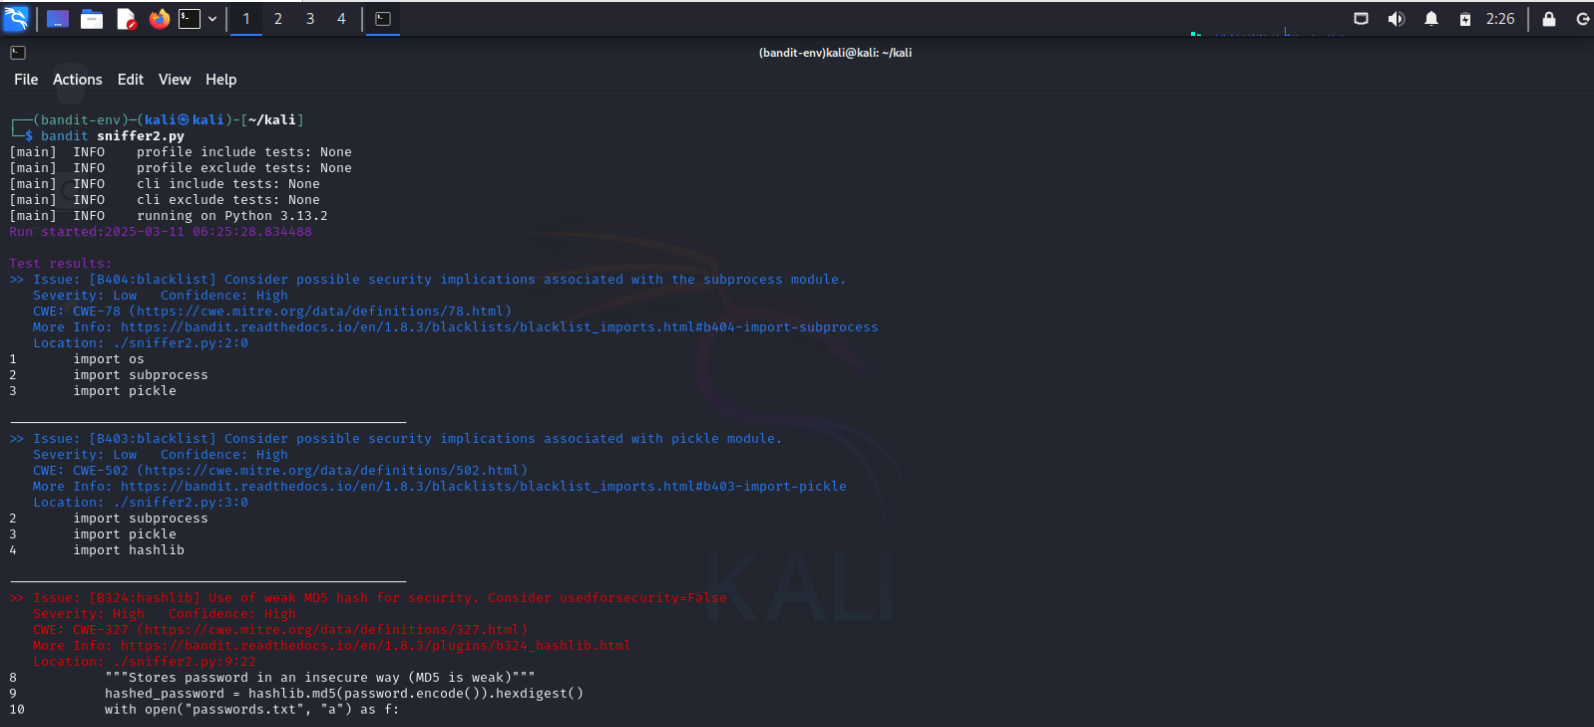 1 2 3 4 2:26
(bandit-env)kali@kali: ~/kali
File Actions Edit View Help
(bandit-env)-(kali㉿kali)-[~/kali]
$ bandit sniffer2.py
[main] INFO profile include tests: None
[main] INFO profile exclude tests: None
[main] INFO cli include tests: None
[main] INFO cli exclude tests: None
[main] INFO running on Python 3.13.2
Run started:2025-03-11 06:25:28.834488
Test results:
>> Issue: [B404:blacklist] Consider possible security implications associated with the subprocess module.
Severity: Low Confidence: High
CWE: CWE-78 (https://cwe.mitre.org/data/definitions/78.html)
More Info: https://bandit.readthedocs.io/en/1.8.3/blacklists/blacklist_imports.html#b404-import-subprocess
Location: ./sniffer2.py:2:0
1 import os
2 import subprocess
3 import pickle
>> Issue: [B403:blacklist] Consider possible security implications associated with pickle module.
Severity: Low Confidence: High
CWE: CWE-502 (https://cwe.mitre.org/data/definitions/502.html)
More Info: https://bandit.readthedocs.io/en/1.8.3/blacklists/blacklist_imports.html#b403-import-pickle
Location: ./sniffer2.py:3:0
2 import subprocess
3 import pickle
4 import hashlib
KALI
>> Issue: [B324:hashlib] Use of weak MD5 hash for security. Consider usedforsecurity=False
Severity: High Confidence: High
CWE: CWE-327 (https://cwe.mitre.org/data/definitions/327.html)
More Info: https://bandit.readthedocs.io/en/1.8.3/plugins/b324_hashlib.html
Location: ./sniffer2.py:9:22
8 """Stores password in an insecure way (MD5 is weak)"""
9 hashed_password = hashlib.md5(password.encode()).hexdigest()
10 with open("passwords.txt", "a") as f: